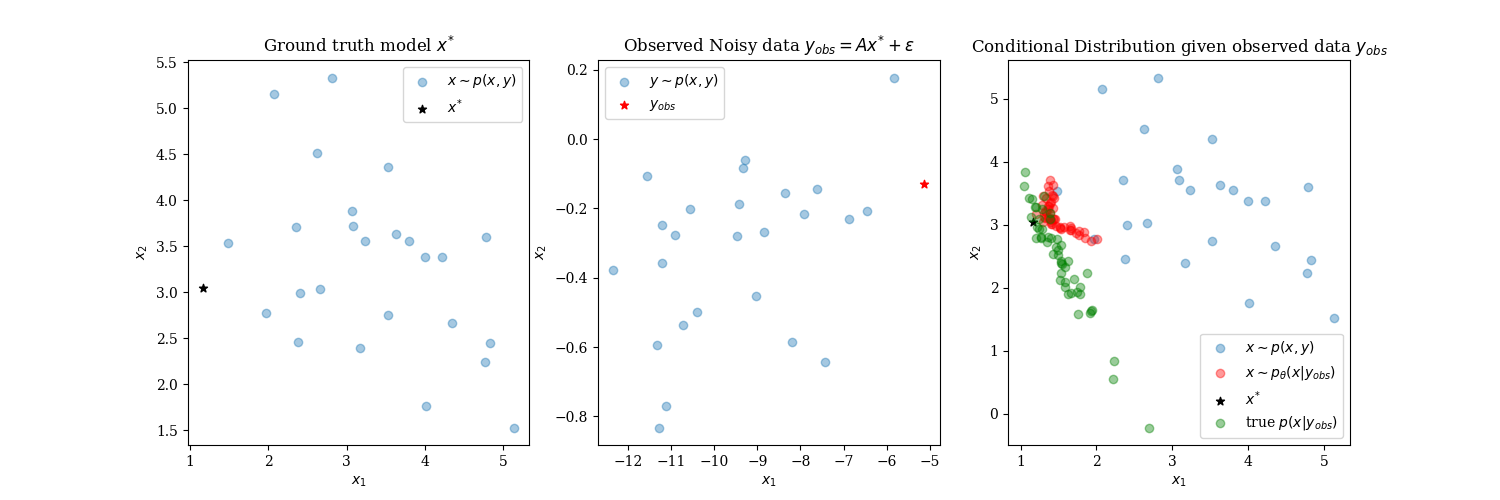 Ground truth model x*
5.5
5.0
4.5
4.0
3.5
3.0
2.5
2.0
1.5
x₂
1
2
3
4
5
x₁
x ~ p(x, y)
x*
Observed Noisy data y_obs = Ax* + ε
0.2
0.0
−0.2
−0.4
−0.6
−0.8
x₂
−12
−11
−10
−9
−8
−7
−6
−5
x₁
y ~ p(x, y)
y_obs
Conditional Distribution given observed data y_obs
5
4
3
2
1
0
x₂
1
2
3
4
5
x₁
x ~ p(x, y)
x ~ p_θ(x|y_obs)
x*
true p(x|y_obs)